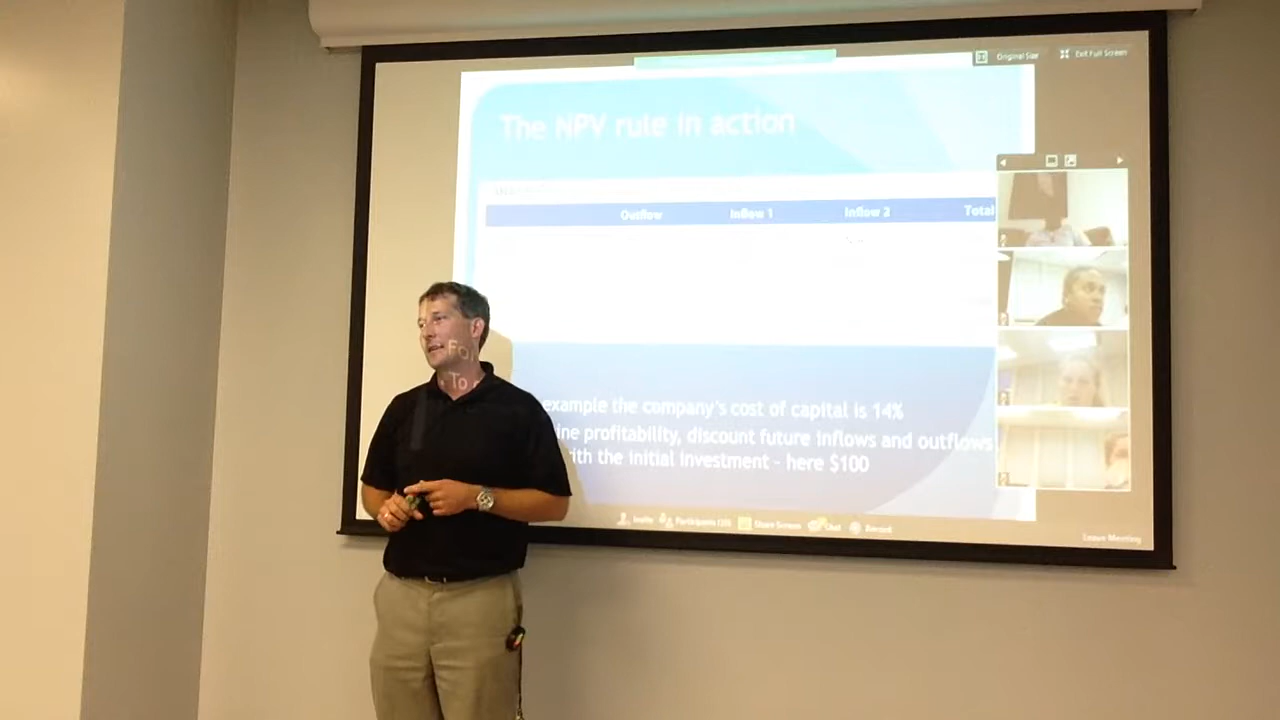 Original Size Exit Full Screen
The NPV rule in action
Outflow Inflow 1 Inflow 2 Total
For
example the company's cost of capital is 14%
To
ine profitability, discount future inflows and outflows
ith the initial investment - here $100
Invite Participants Share Screen Chat Record
Leave Meeting